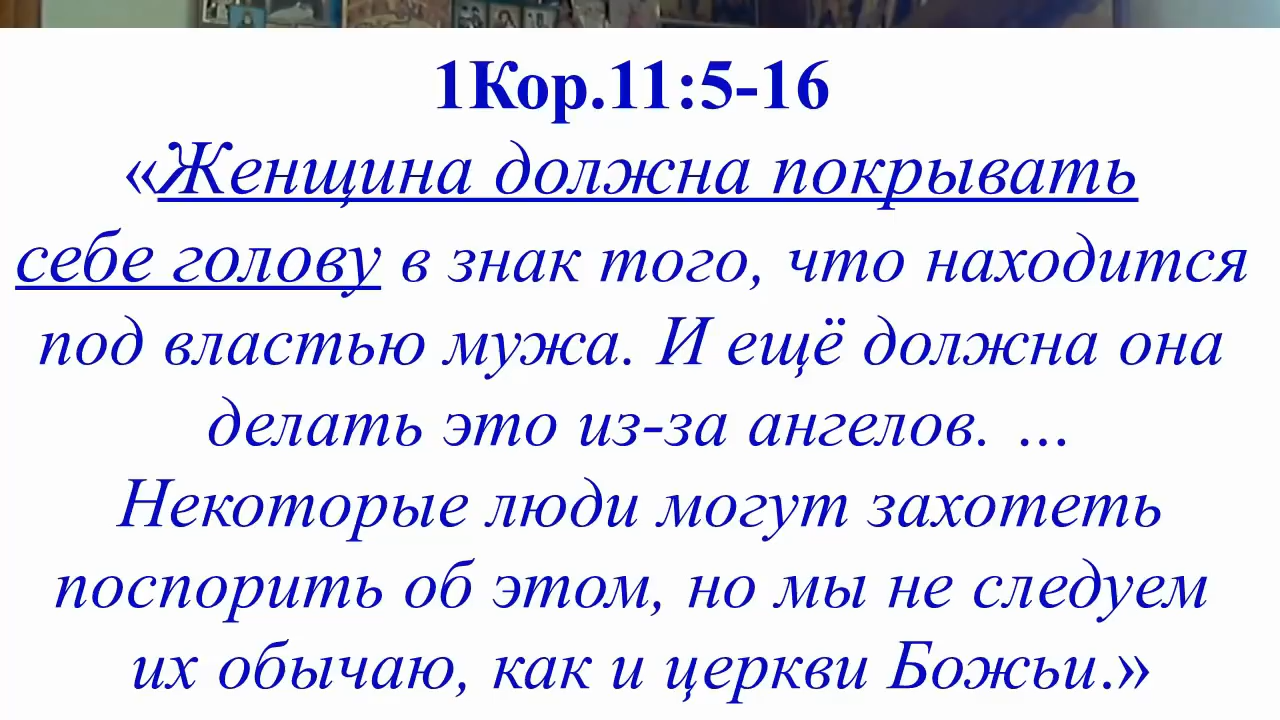 1Кор.11:5-16
«Женщина должна покрывать
себе голову в знак того, что находится
под властью мужа. И ещё должна она
делать это из-за ангелов. …
Некоторые люди могут захотеть
поспорить об этом, но мы не следуем
их обычаю, как и церкви Божьи.»